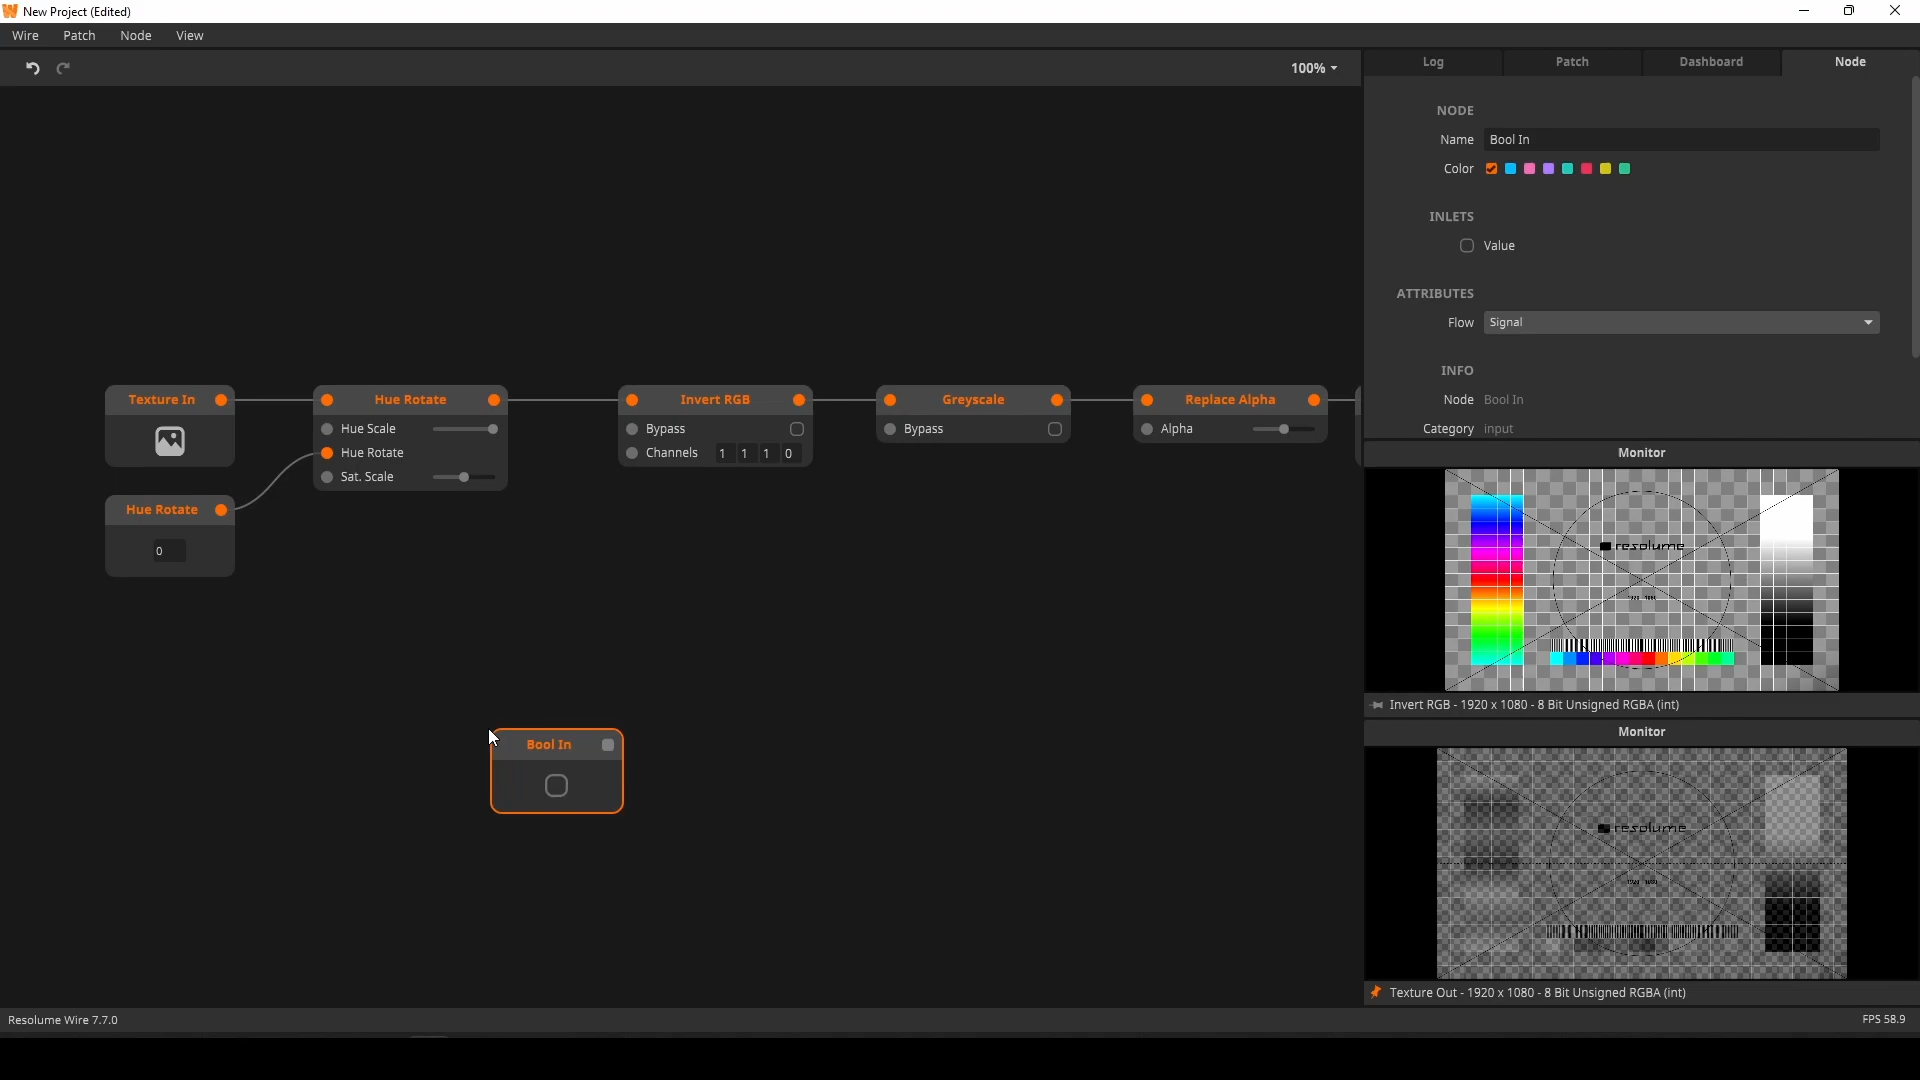 New Project (Edited)
Wire Patch Node View
100%
Log Patch Dashboard Node
NODE
Name Bool In
Color
INLETS
Value
ATTRIBUTES
Flow Signal
INFO
Node Bool In
Category input
Texture In
Hue Rotate
Hue Scale
Hue Rotate
Sat. Scale
Invert RGB
Bypass
Channels 1 1 1 0
Greyscale
Bypass
Replace Alpha
Alpha
Hue Rotate
0
Bool In
Monitor
resolume
Invert RGB - 1920 x 1080 - 8 Bit Unsigned RGBA (int)
Monitor
resolume
Texture Out - 1920 x 1080 - 8 Bit Unsigned RGBA (int)
Resolume Wire 7.7.0
FPS 58.9